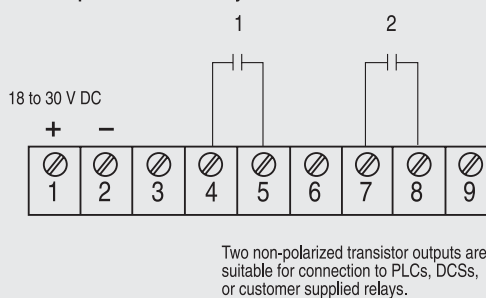 1 2
18 to 30 V DC
+ –
1 2 3 4 5 6 7 8 9
Two non-polarized transistor outputs are
suitable for connection to PLCs, DCSs,
or customer supplied relays.